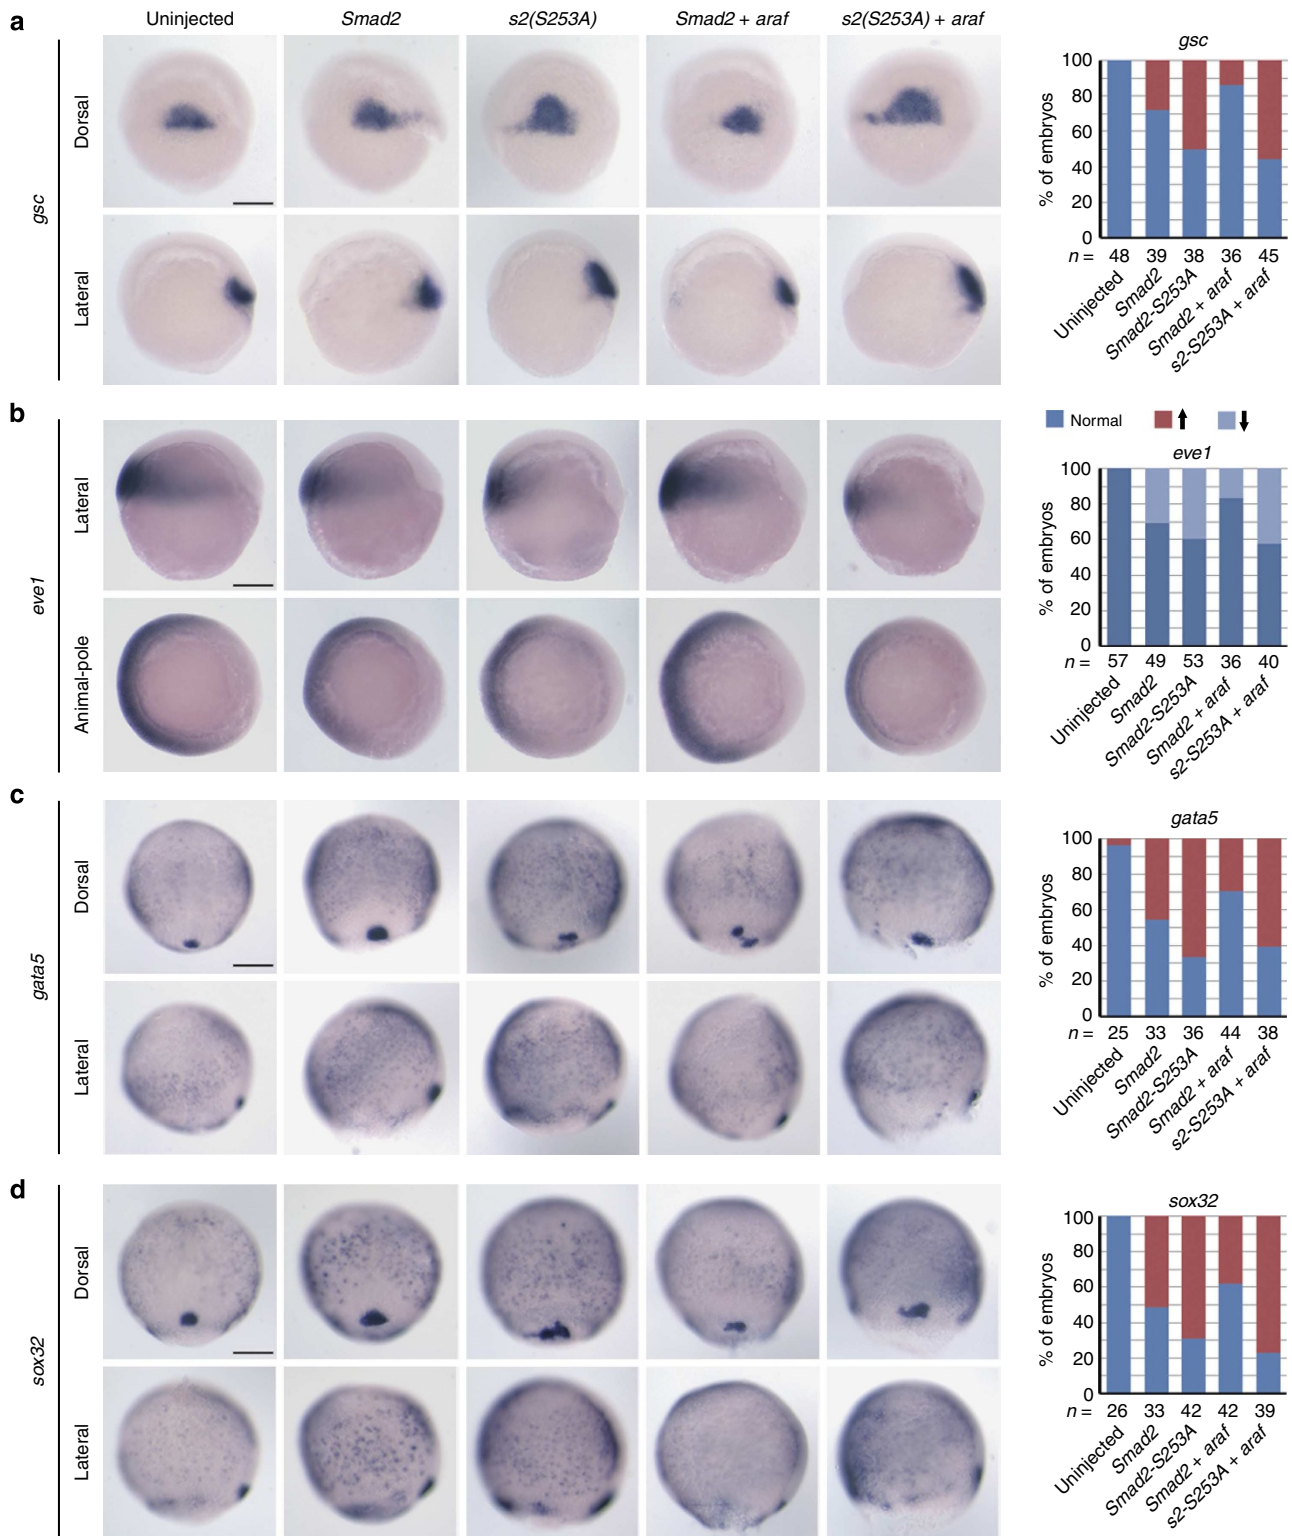 a
Uninjected Smad2 s2(S253A) Smad2 + araf s2(S253A) + araf
gsc
Dorsal
Lateral
gsc
% of embryos
100
80
60
40
20
0
n = 48 39 38 36 45
Uninjected
Smad2
Smad2-S253A
Smad2 + araf
s2-S253A + araf
b
eve1
Lateral
Animal-pole
Normal
eve1
% of embryos
100
80
60
40
20
0
n = 57 49 53 36 40
Uninjected
Smad2
Smad2-S253A
Smad2 + araf
s2-S253A + araf
c
gata5
Dorsal
Lateral
gata5
% of embryos
100
80
60
40
20
0
n = 25 33 36 44 38
Uninjected
Smad2
Smad2-S253A
Smad2 + araf
s2-S253A + araf
d
sox32
Dorsal
Lateral
sox32
% of embryos
100
80
60
40
20
0
n = 26 33 42 42 39
Uninjected
Smad2
Smad2-S253A
Smad2 + araf
s2-S253A + araf